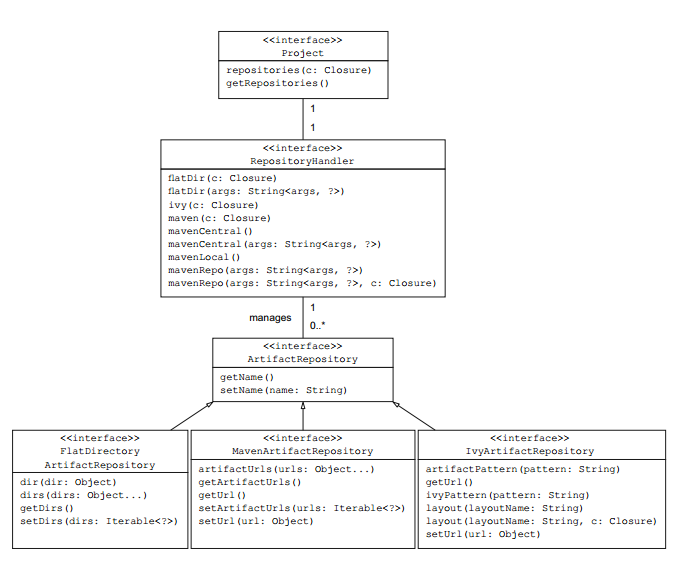 <<interface>>
Project
repositories(c: Closure)
getRepositories()
1
1
<<interface>>
RepositoryHandler
flatDir(c: Closure)
flatDir(args: String<args, ?>)
ivy(c: Closure)
maven(c: Closure)
mavenCentral()
mavenCentral(args: String<args, ?>)
mavenLocal()
mavenRepo(args: String<args, ?>)
mavenRepo(args: String<args, ?>, c: Closure)
manages
1
0..*
<<interface>>
ArtifactRepository
getName()
setName(name: String)
<<interface>>
FlatDirectory
ArtifactRepository
dir(dir: Object)
dirs(dirs: Object...)
getDirs()
setDirs(dirs: Iterable<?>)
<<interface>>
MavenArtifactRepository
artifactUrls(urls: Object...)
getArtifactUrls()
getUrl()
setArtifactUrls(urls: Iterable<?>)
setUrl(url: Object)
<<interface>>
IvyArtifactRepository
artifactPattern(pattern: String)
getUrl()
ivyPattern(pattern: String)
layout(layoutName: String)
layout(layoutName: String, c: Closure)
setUrl(url: Object)